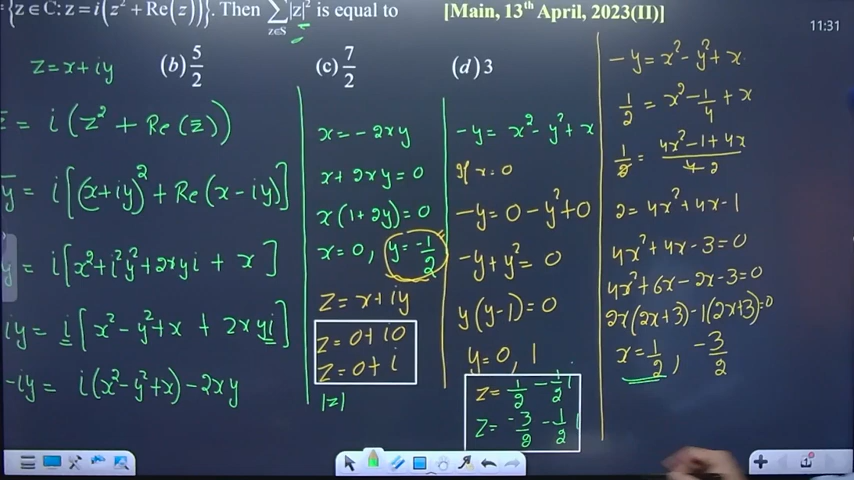 ={z∈C: z̄ = i(z² + Re(z̄))}. Then ∑|z|² is equal to [Main, 13th April, 2023(II)]
z∈S
11:31
z = x+iy (b) 5/2 (c) 7/2 (d) 3
= i(z² + Re(z̄))
= i[(x+iy)² + Re(x-iy)]
= i[x²+i²y²+2xyi + x]
iy = i[x²-y²+x + 2xyi]
-iy = i(x²-y²+x) - 2xy
x = -2xy
x + 2xy = 0
x(1+2y) = 0
x = 0, y = -1/2
z = x+iy
z = 0+i0
z = 0+i
|z|
-y = x²-y²+x
If x=0
-y = 0-y²+0
-y+y² = 0
y(y-1) = 0
y = 0, 1
z = 1/2 - 1/2 i
z = -3/2 - 1/2 i
-y = x²-y²+x
1/2 = x²-1/4+x
1/2 = 4x²-1+4x / 4 2
2 = 4x²+4x-1
4x²+4x-3=0
4x²+6x-2x-3=0
2x(2x+3)-1(2x+3)=0
x = 1/2, -3/2